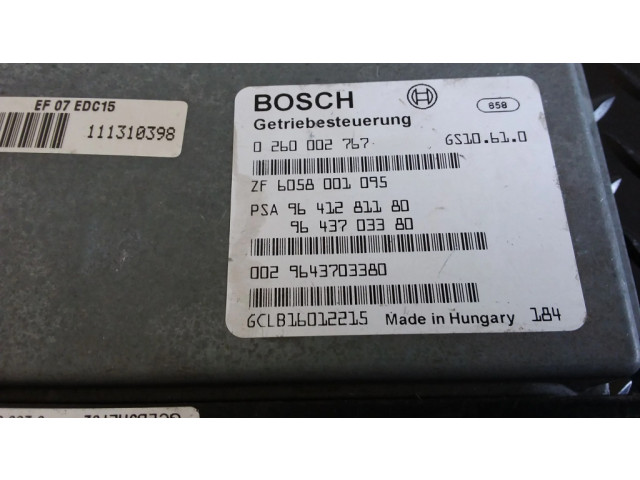 EF 07 EDC15
111310398
BOSCH
658
Getriebesteuerung
0 260 002 767 GS10.61.0
ZF 6058 001 095
PSA 96 412 811 80
96 437 033 80
002 9643703380
GCLB16012215 Made in Hungary 184